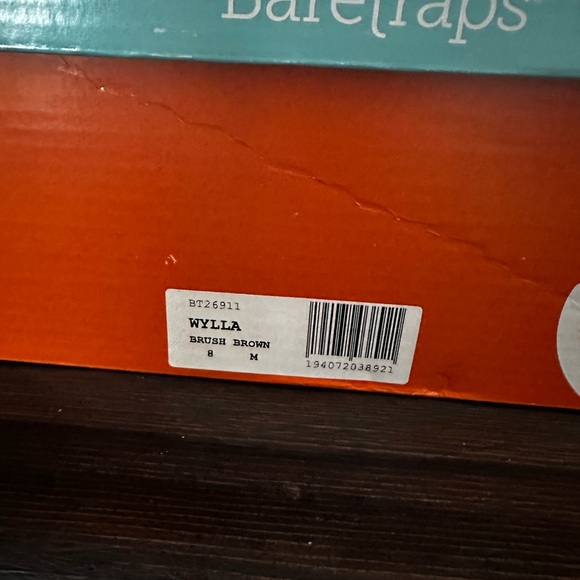 Baretraps
BT26911
WYLLA
BRUSH BROWN
8 M
194072038921